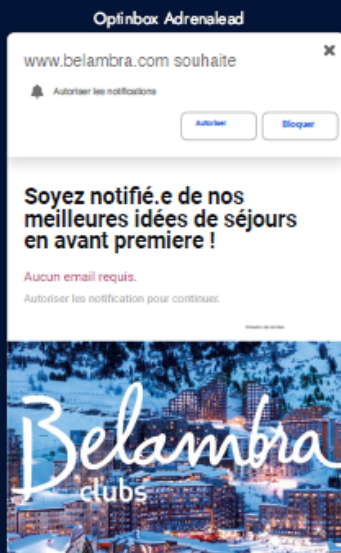 Optinbox Adrenalead
www.belambra.com souhaite
Autoriser les notifications
Autoriser
Bloquer
Soyez notifié.e de nos
meilleures idées de séjours
en avant premiere !
Aucun email requis.
Autoriser les notification pour continuer.
Belambra
clubs